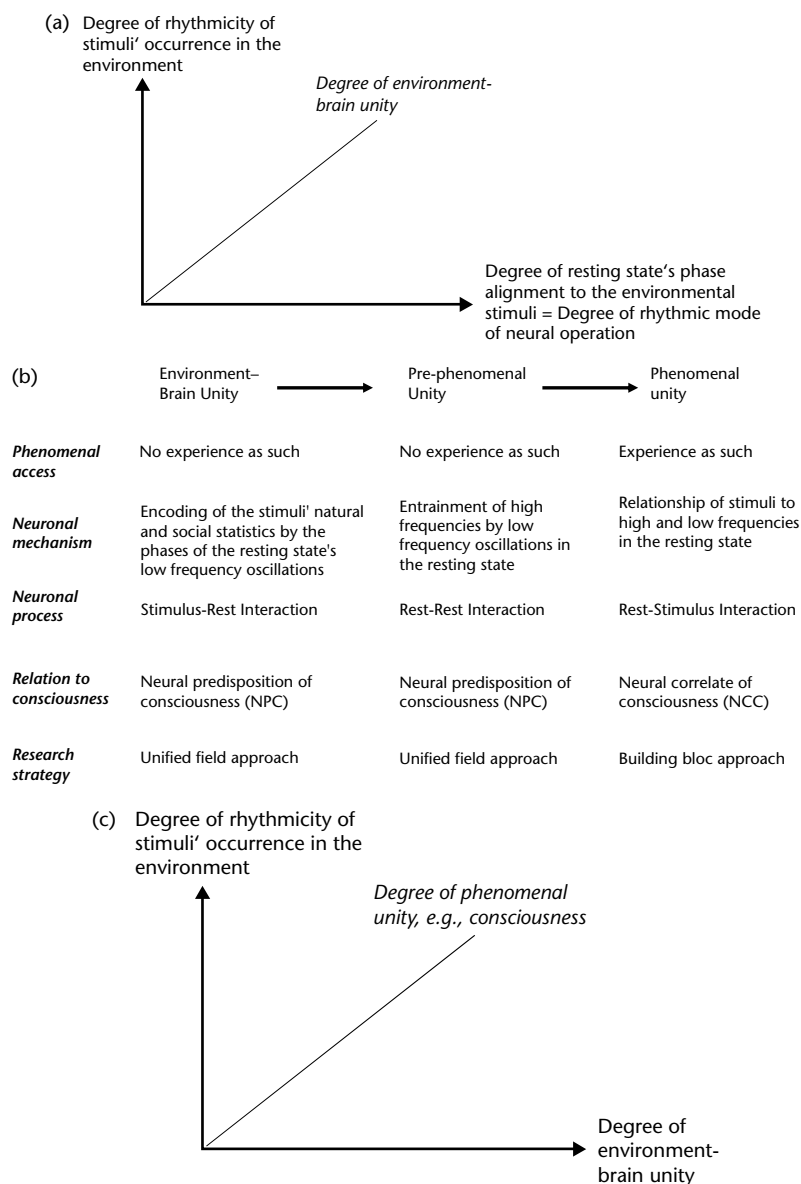 (a) Degree of rhythmicity of
stimuli‘ occurrence in the
environment
Degree of environment-
brain unity
Degree of resting state‘s phase
alignment to the environmental
stimuli = Degree of rhythmic mode
of neural operation
(b)
Environment–
Brain Unity
Pre-phenomenal
Unity
Phenomenal
unity
Phenomenal
access
No experience as such
No experience as such
Experience as such
Neuronal
mechanism
Encoding of the stimuli' natural
and social statistics by the
phases of the resting state's
low frequency oscillations
Entrainment of high
frequencies by low
frequency oscillations in
the resting state
Relationship of stimuli to
high and low frequencies
in the resting state
Neuronal
process
Stimulus-Rest Interaction
Rest-Rest Interaction
Rest-Stimulus Interaction
Relation to
consciousness
Neural predisposition of
consciousness (NPC)
Neural predisposition of
consciousness (NPC)
Neural correlate of
consciousness (NCC)
Research
strategy
Unified field approach
Unified field approach
Building bloc approach
(c) Degree of rhythmicity of
stimuli‘ occurrence in the
environment
Degree of phenomenal
unity, e.g., consciousness
Degree of
environment-
brain unity